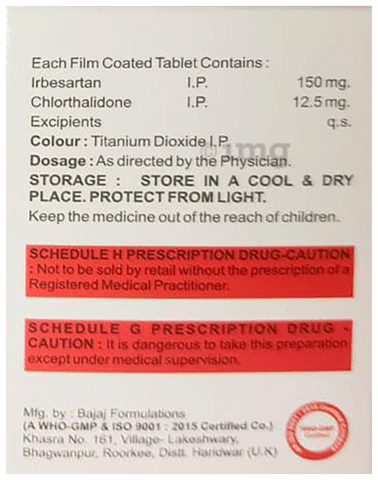 Each Film Coated Tablet Contains :
Irbesartan I.P. 150 mg.
Chlorthalidone I.P. 12.5 mg.
Excipients q.s.
Colour : Titanium Dioxide I.P.
Dosage : As directed by the Physician.
STORAGE : STORE IN A COOL & DRY
PLACE. PROTECT FROM LIGHT.
Keep the medicine out of the reach of children.
SCHEDULE H PRESCRIPTION DRUG-CAUTION
: Not to be sold by retail without the prescription of a
Registered Medical Practitioner.
SCHEDULE G PRESCRIPTION DRUG -
CAUTION : It is dangerous to take this preparation
except under medical supervision.
Mfg. by : Bajaj Formulations
(A WHO-GMP & ISO 9001 : 2015 Certified Co.)
Khasra No. 161, Village- Lakeshwary,
Bhagwanpur, Roorkee, Distt. Haridwar (U.K)
WHO-GMP
Certified